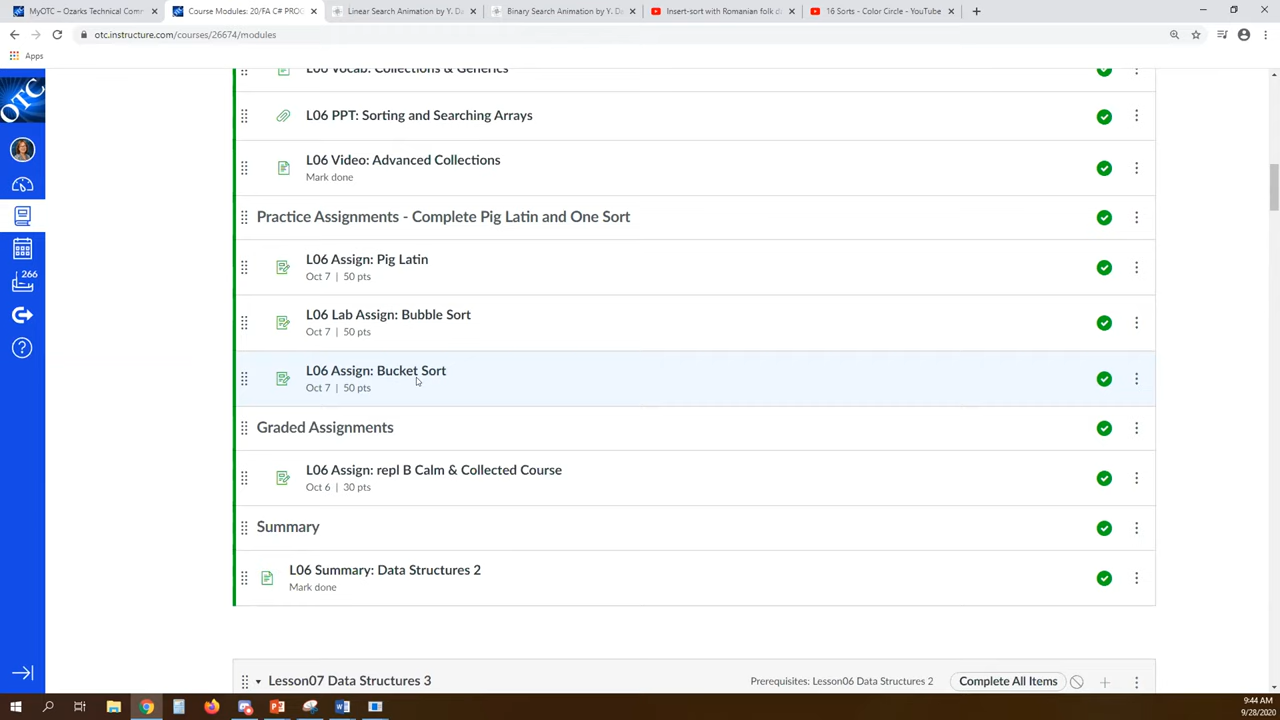 MyOTC – Ozarks Technical Comm
Course Modules: 20/FA C# PROG
Linear Search Animation by Y. Da
Binary Search Animation by Y. De
Insert-sort with Romanian folk d
16 Sorts - Color Circle - YouTube
otc.instructure.com/courses/26674/modules
Apps
OTC
L06 Vocab: Collections & Generics
L06 PPT: Sorting and Searching Arrays
L06 Video: Advanced Collections
Mark done
Practice Assignments - Complete Pig Latin and One Sort
L06 Assign: Pig Latin
Oct 7 | 50 pts
L06 Lab Assign: Bubble Sort
Oct 7 | 50 pts
266
L06 Assign: Bucket Sort
Oct 7 | 50 pts
Graded Assignments
L06 Assign: repl B Calm & Collected Course
Oct 6 | 30 pts
Summary
L06 Summary: Data Structures 2
Mark done
Lesson07 Data Structures 3
Prerequisites: Lesson06 Data Structures 2
Complete All Items
9:44 AM
9/28/2020